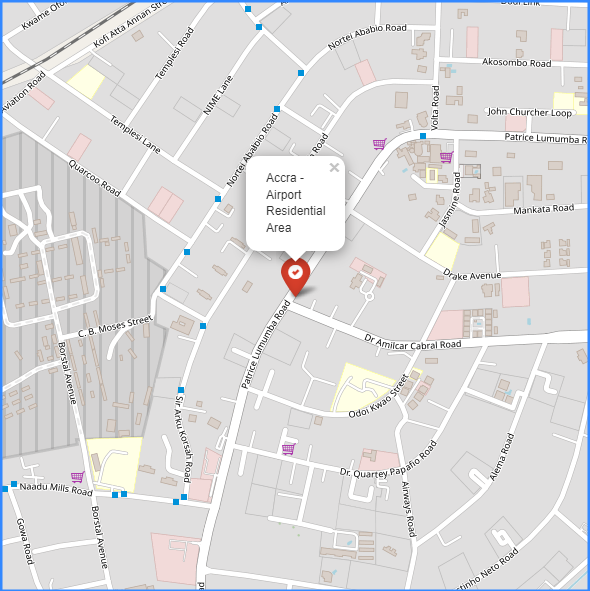 Kwame
Kofi Atta Annan Street
Templesi Road
Nortei Ababio Road
Link
Akosombo Road
Aviation Road
NIME Lane
Volta Road
John Churcher Loop
Templesi Lane
Patrice Lumumba R
Nortei Ababio Road
Road
Quarcoo Road
Accra -
Airport
Residential
Area
×
Jasmine Road
Mankata Road
Drake Avenue
C. B. Moses Street
Patrice Lumumba Road
Dr Amilcar Cabral Road
Borstal Avenue
Odoi Kwao Street
Sir Arku Korsah Road
Dr. Quartey Papafio Road
Alema Road
Naadu Mills Road
Airways Road
Borstal Avenue
Gowa Road
stinho Neto Road